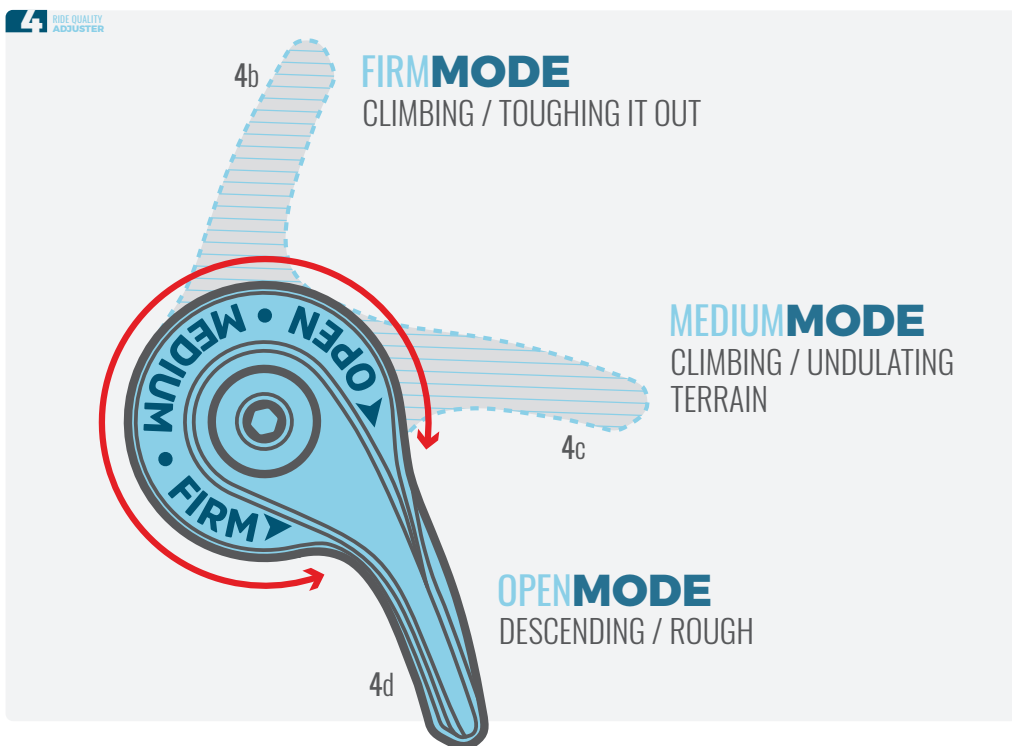 4 RIDE QUALITY
ADJUSTER
4b
FIRMMODE
CLIMBING / TOUGHING IT OUT
MEDIUM • OPEN
FIRM
MEDIUMMODE
CLIMBING / UNDULATING
TERRAIN
4c
OPENMODE
DESCENDING / ROUGH
4d